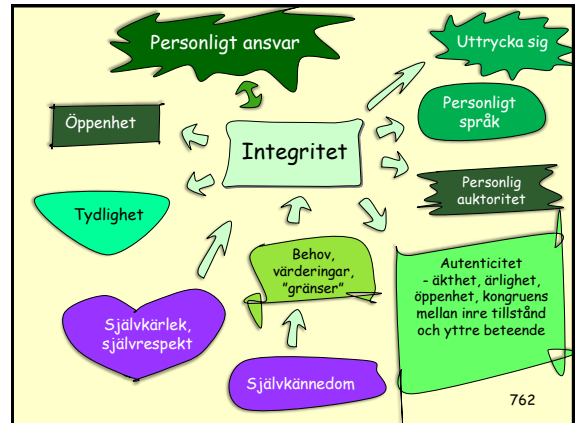 Personligt ansvar
Uttrycka sig
Öppenhet
Personligt
språk
Integritet
Personlig
auktoritet
Tydlighet
Behov,
värderingar,
”gränser”
Autenticitet
- äkthet, ärlighet,
öppenhet, kongruens
mellan inre tillstånd
och yttre beteende
Självkärlek,
självrespekt
Självkännedom
762